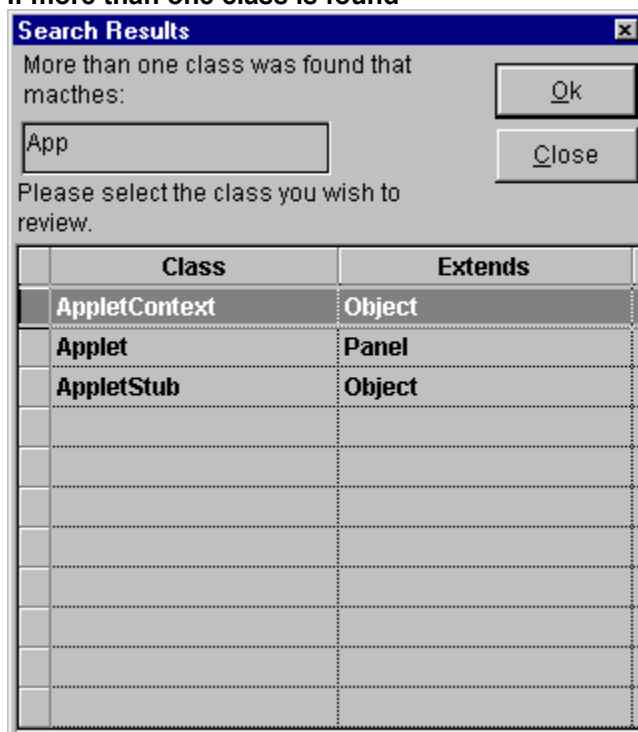 if more than one class is found
Search Results
More than one class was found that
macthes:
Ok
App
Close
Please select the class you wish to
review.
Class Extends
AppletContext Object
Applet Panel
AppletStub Object